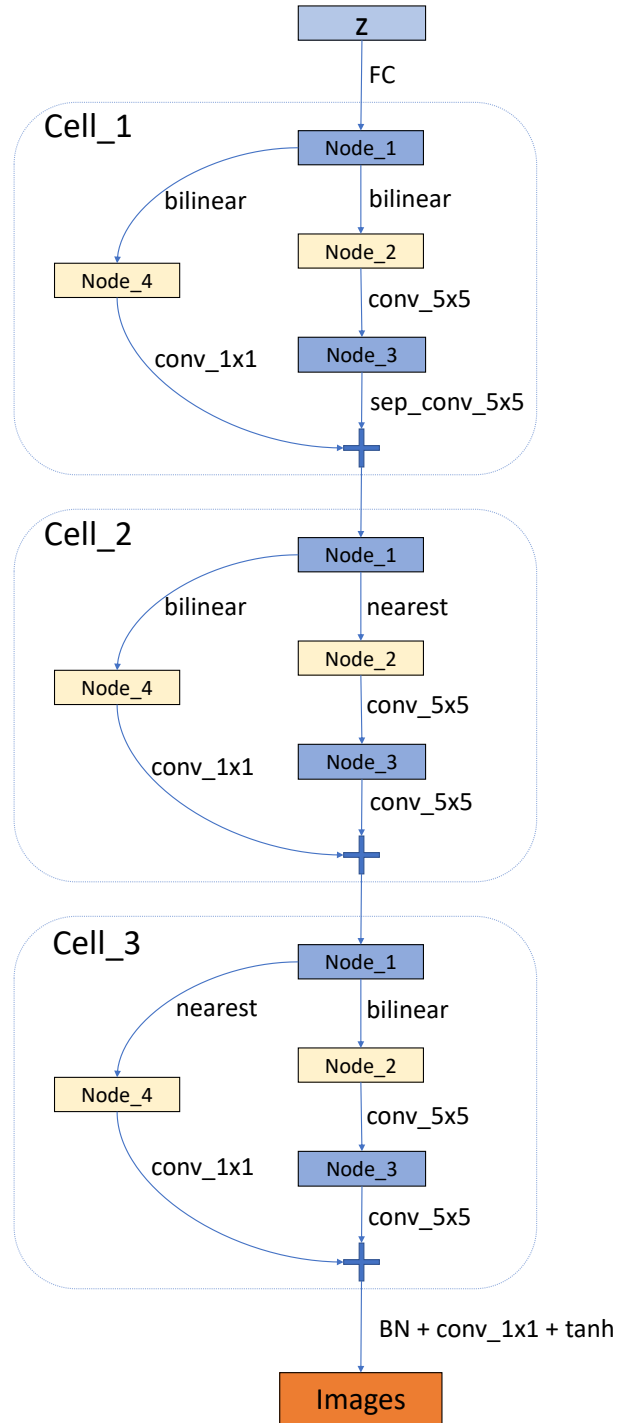 z
FC
Cell_1
Node_1
bilinear
bilinear
Node_2
Node_4
conv_5x5
Node_3
conv_1x1
sep_conv_5x5
Cell_2
Node_1
bilinear
nearest
Node_2
Node_4
conv_5x5
Node_3
conv_1x1
conv_5x5
Cell_3
Node_1
nearest
bilinear
Node_2
Node_4
conv_5x5
Node_3
conv_1x1
conv_5x5
BN + conv_1x1 + tanh
Images